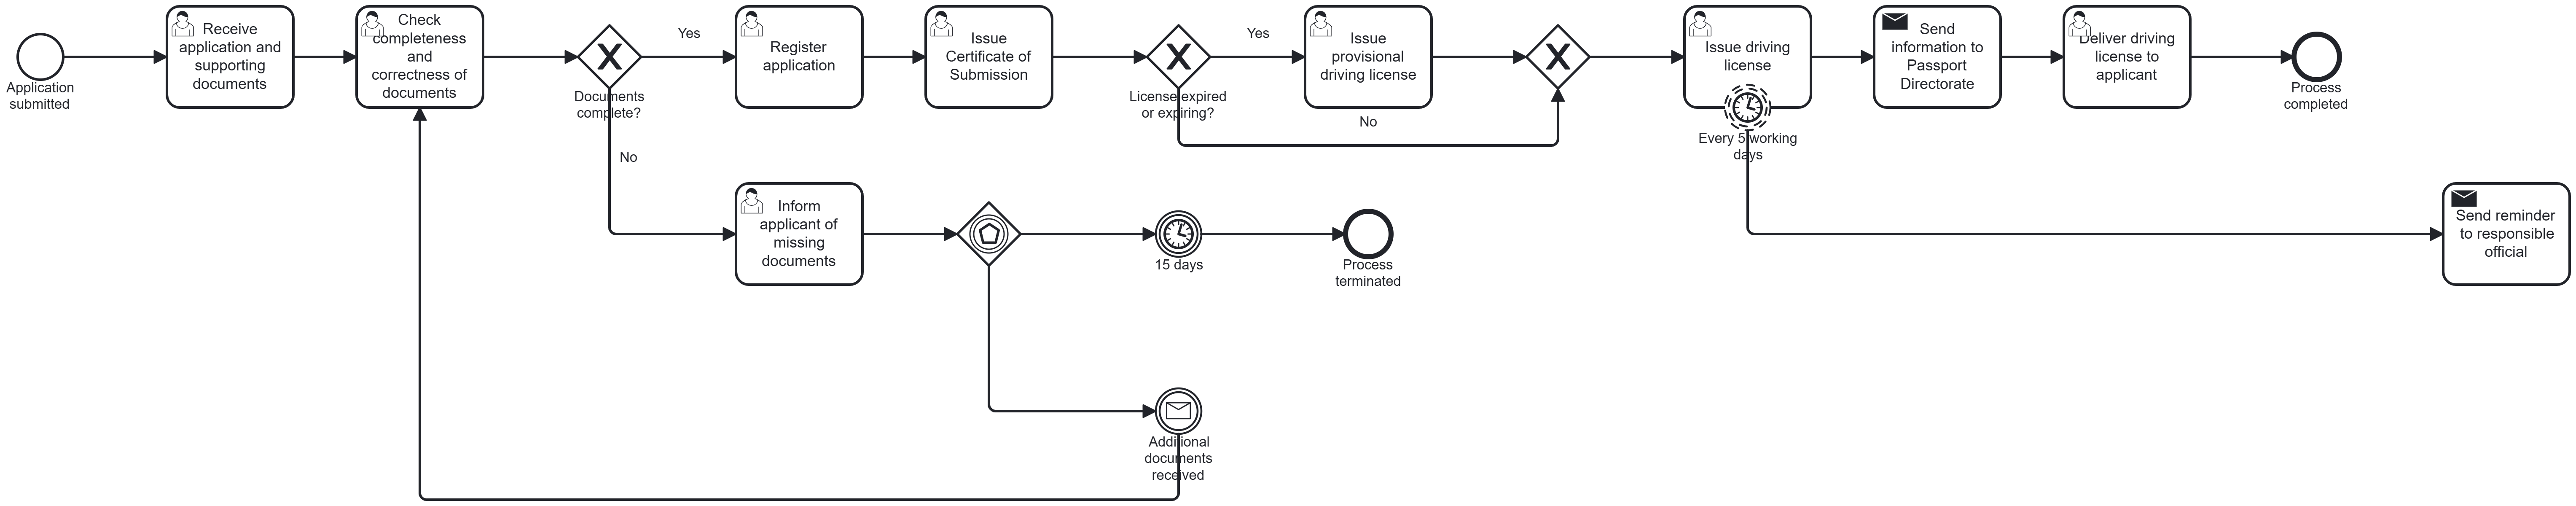 Application
submitted
Receive
application and
supporting
documents
Check
completeness
and
correctness of
documents
Documents
complete?
Yes
Register
application
Issue
Certificate of
Submission
License expired
or expiring?
Yes
Issue
provisional
driving license
No
Issue driving
license
Every 5 working
days
Send
information to
Passport
Directorate
Deliver driving
license to
applicant
Process
completed
No
Inform
applicant of
missing
documents
15 days
Process
terminated
Send reminder
to responsible
official
Additional
documents
received